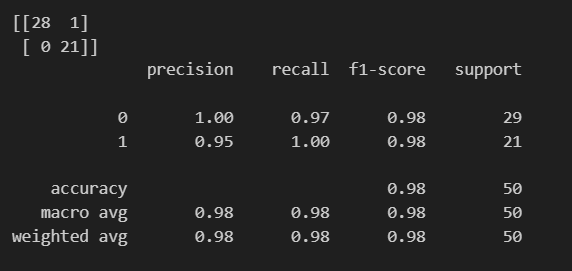 [[28  1]
 [ 0 21]]
              precision    recall  f1-score   support

           0       1.00      0.97      0.98        29
           1       0.95      1.00      0.98        21

    accuracy                           0.98        50
   macro avg       0.98      0.98      0.98        50
weighted avg       0.98      0.98      0.98        50